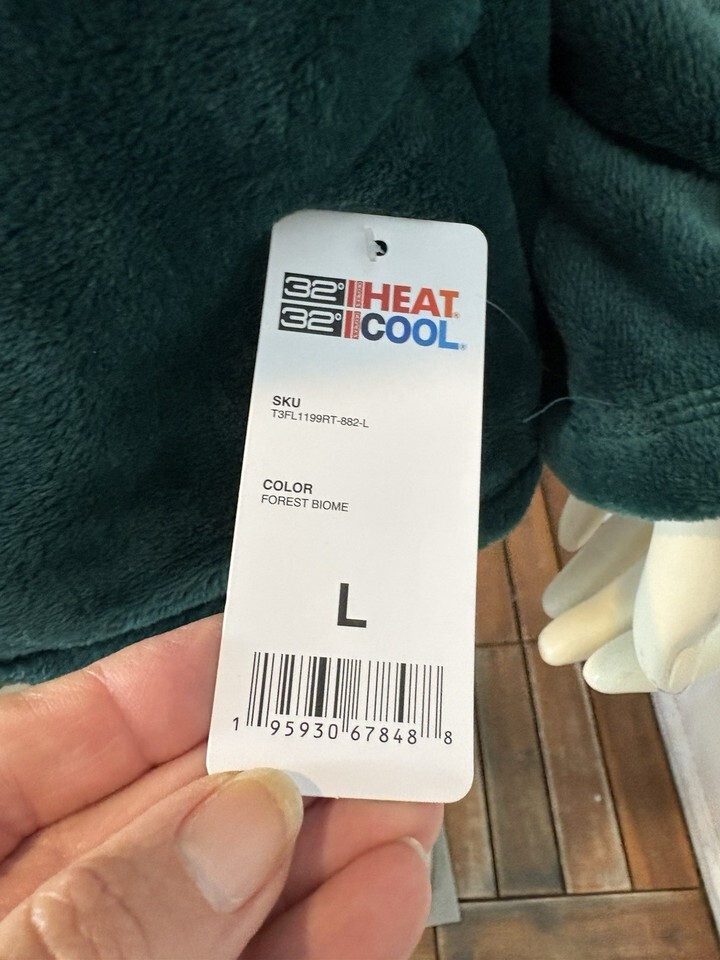 32° HEAT
32° COOL
SKU
T3FL1199RT-882-L
COLOR
FOREST BIOME
L
1 95930 67848 8